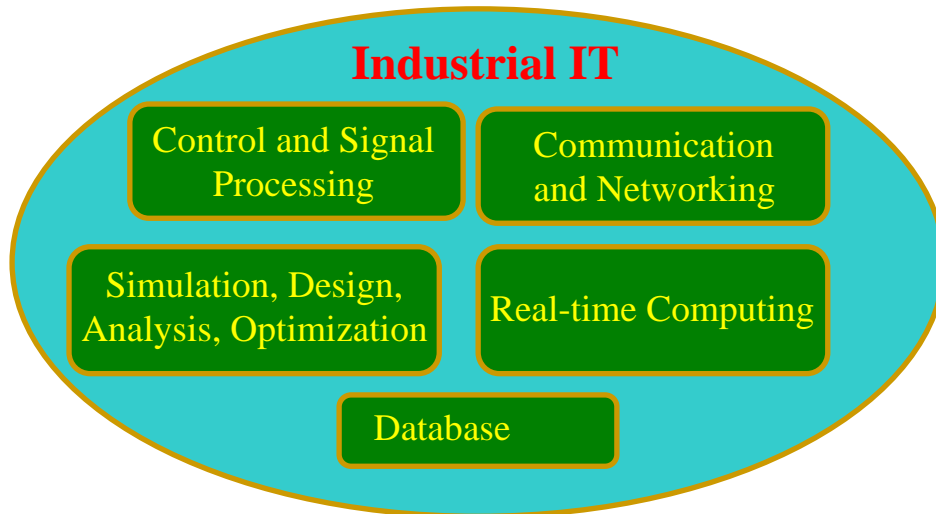 Industrial IT
Control and Signal
Processing
Communication
and Networking
Simulation, Design,
Analysis, Optimization
Real-time Computing
Database